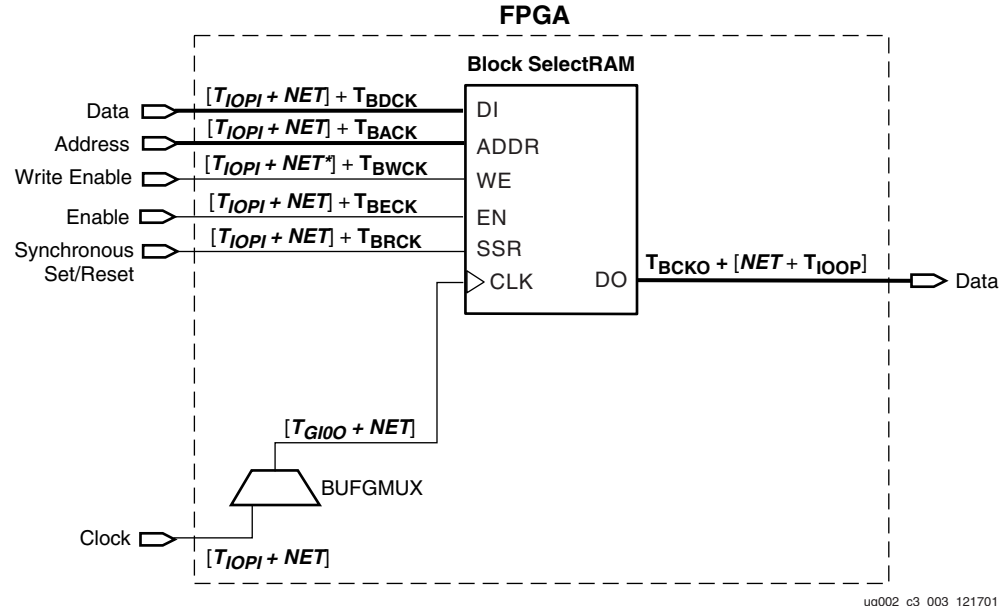 FPGA
Block SelectRAM
Data [TIOPI + NET] + TBDCK DI
Address [TIOPI + NET] + TBACK ADDR
Write Enable [TIOPI + NET*] + TBWCK WE
Enable [TIOPI + NET] + TBECK EN
Synchronous
Set/Reset
[TIOPI + NET] + TBRCK SSR
CLK
DO
TBCKO + [NET + TIOOP] Data
[TGI0O + NET]
BUFGMUX
Clock
[TIOPI + NET]
ug002_c3_003_121701